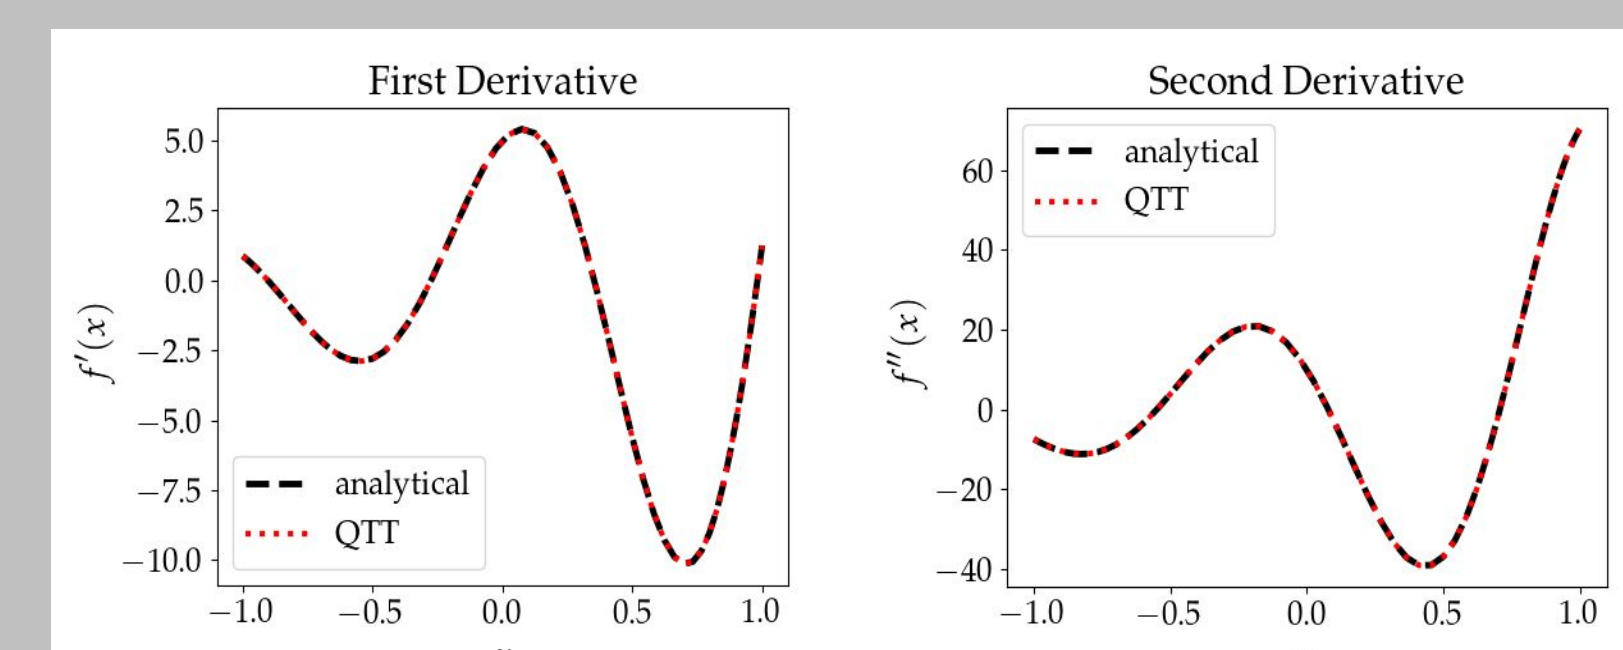 First Derivative
5.0
2.5
0.0
−2.5
−5.0
−7.5
−10.0
f′(x)
analytical
QTT
−1.0 −0.5 0.0 0.5 1.0
Second Derivative
analytical
QTT
60
40
20
0
−20
−40
f′′(x)
−1.0 −0.5 0.0 0.5 1.0